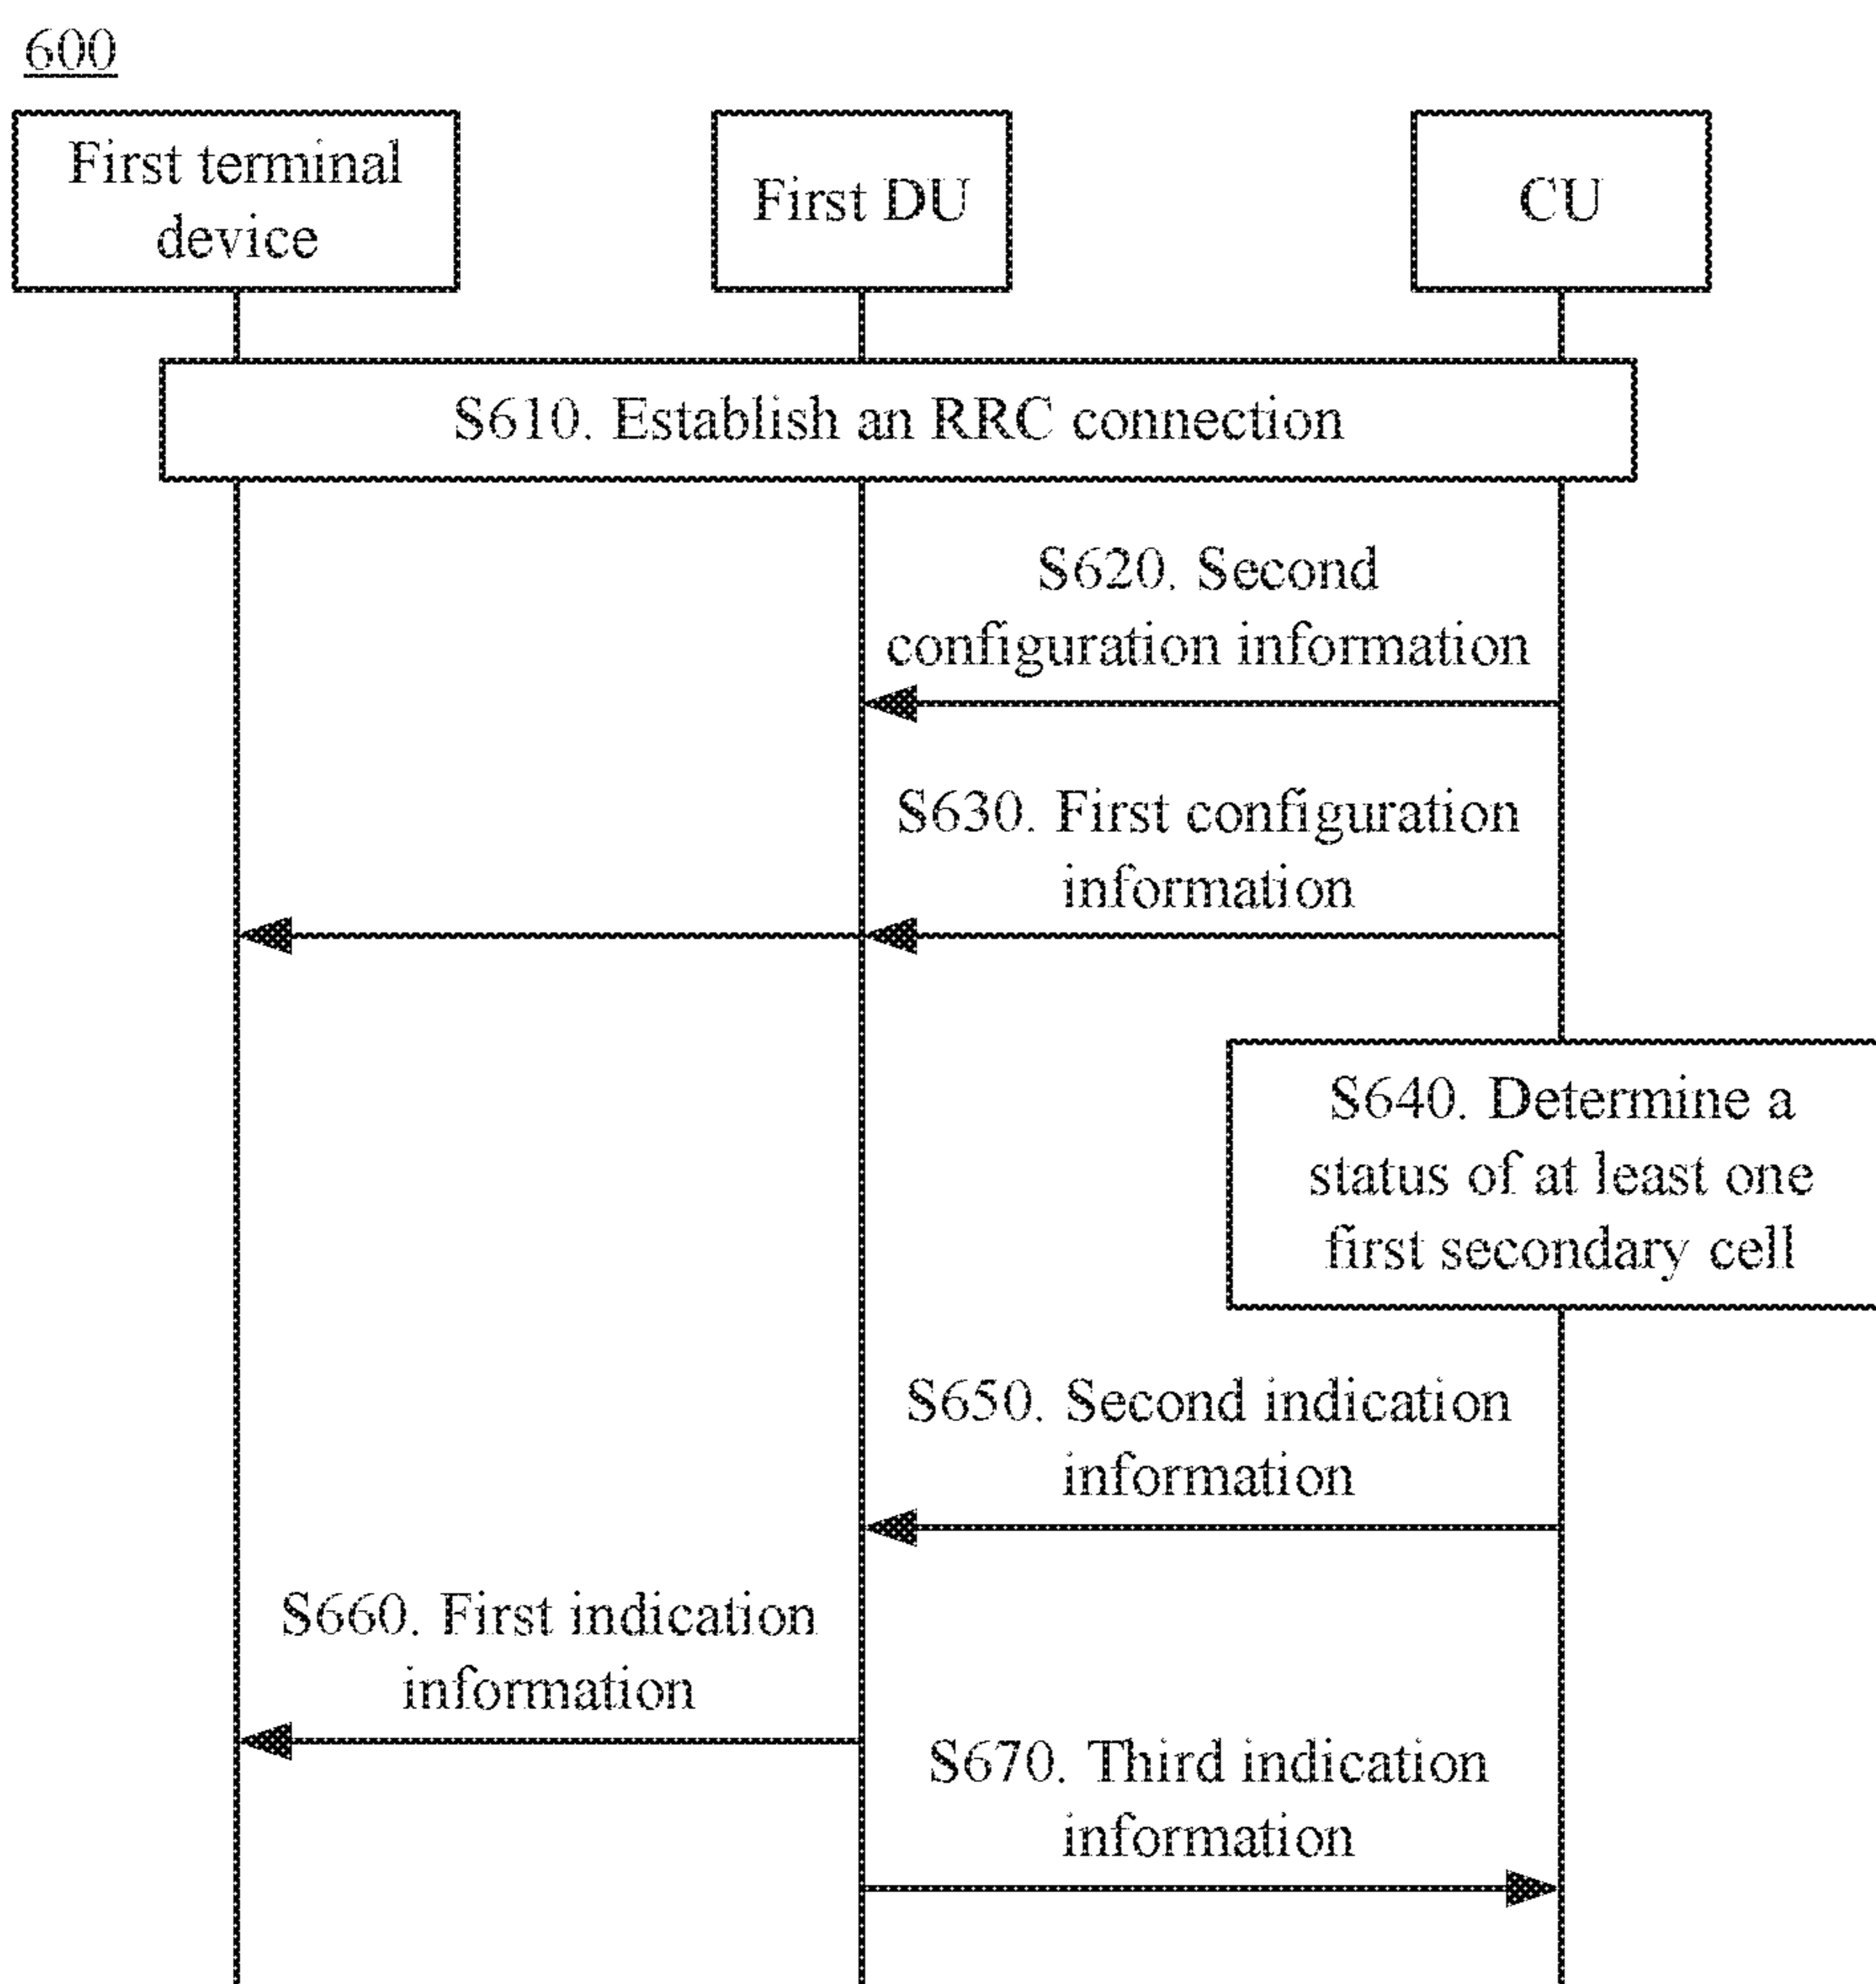 600
First terminal
device
First DU
CU
S610. Establish an RRC connection
S620. Second
configuration information
S630. First configuration
information
S640. Determine a
status of at least one
first secondary cell
S650. Second indication
information
S660. First indication
information
S670. Third indication
information